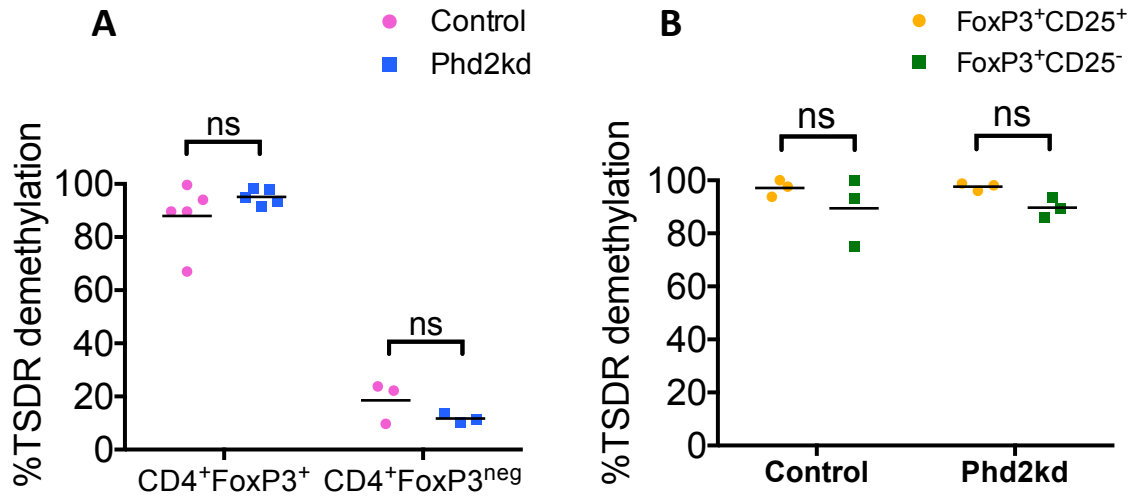 A
Control
Phd2kd
ns
ns
%TSDR demethylation
100
80
60
40
20
0
CD4⁺FoxP3⁺ CD4⁺FoxP3ⁿᵉᵍ
B
FoxP3⁺CD25⁺
FoxP3⁺CD25⁻
ns
ns
%TSDR demethylation
100
80
60
40
20
0
Control Phd2kd